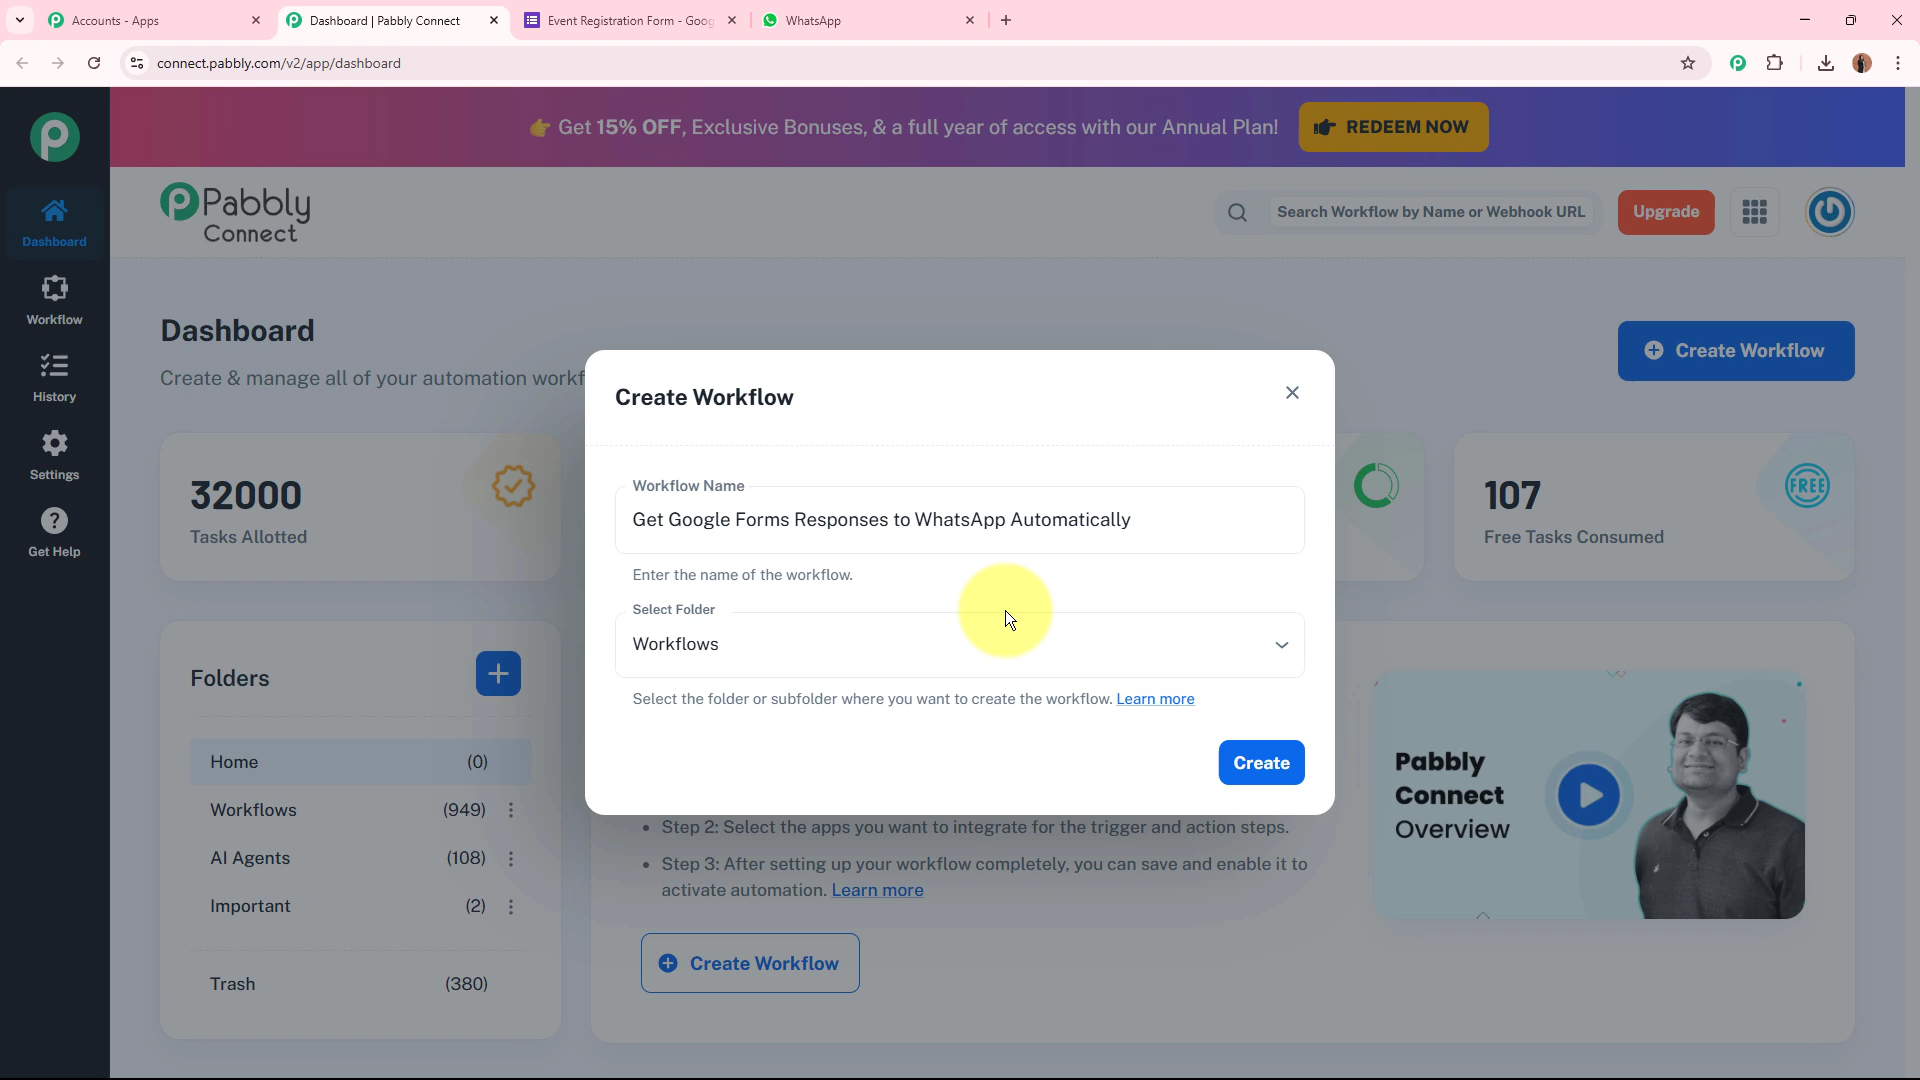 Accounts - Apps
Dashboard | Pabbly Connect
Event Registration Form - Goog
WhatsApp
connect.pabbly.com/v2/app/dashboard
👉 Get 15% OFF, Exclusive Bonuses, & a full year of access with our Annual Plan!
REDEEM NOW
Pabbly
Connect
Search Workflow by Name or Webhook URL
Upgrade
Dashboard
Workflow
History
Settings
Get Help
Dashboard
Create & manage all of your automation workf
Create Workflow
32000
Tasks Allotted
107
Free Tasks Consumed
FREE
Create Workflow
Workflow Name
Get Google Forms Responses to WhatsApp Automatically
Enter the name of the workflow.
Select Folder
Workflows
Select the folder or subfolder where you want to create the workflow. Learn more
Create
Folders
Home (0)
Workflows (949)
AI Agents (108)
Important (2)
Trash (380)
• Step 2: Select the apps you want to integrate for the trigger and action steps.
• Step 3: After setting up your workflow completely, you can save and enable it to
activate automation. Learn more
Create Workflow
Pabbly
Connect
Overview